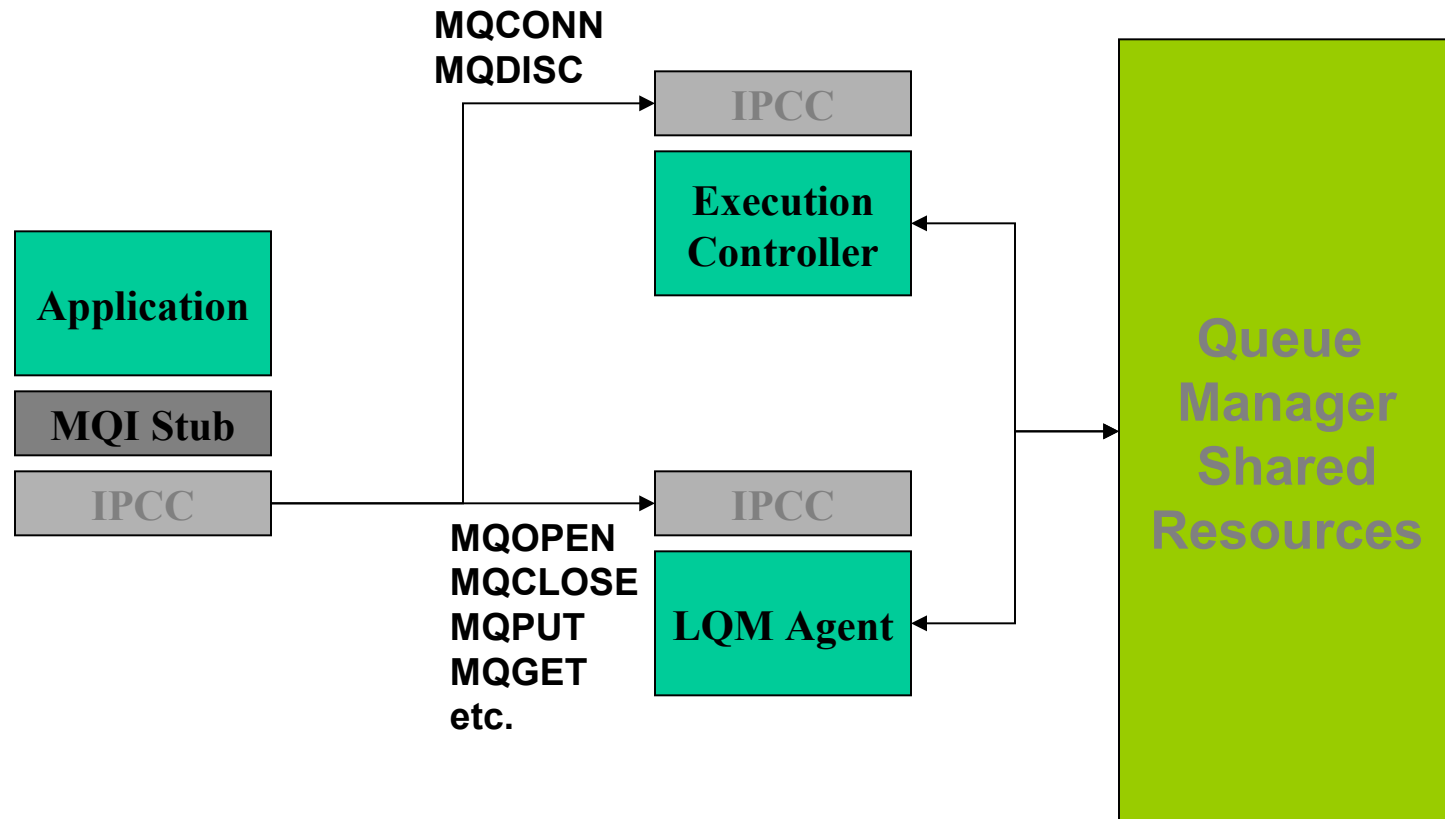 MQCONN
MQDISC
IPCC
Execution
Controller
Application
MQI Stub
IPCC
IPCC
MQOPEN
MQCLOSE
MQPUT
MQGET
etc.
LQM Agent
Queue
Manager
Shared
Resources